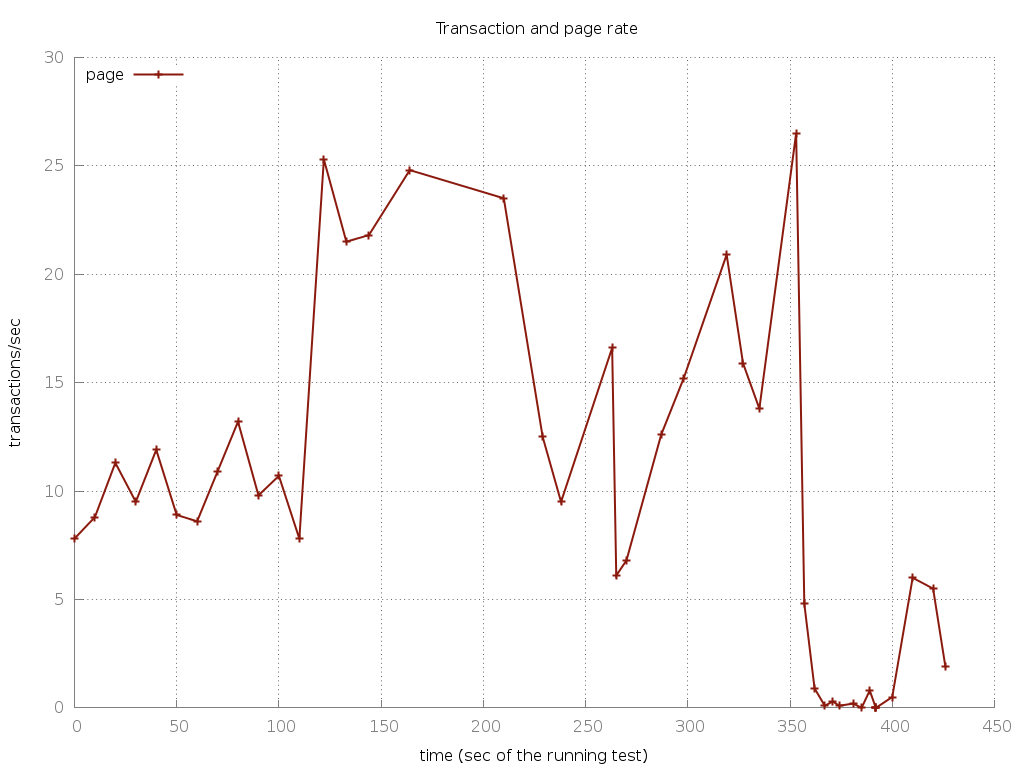 Transaction and page rate
30
page
25
20
15
10
5
0
transactions/sec
0 50 100 150 200 250 300 350 400 450
time (sec of the running test)